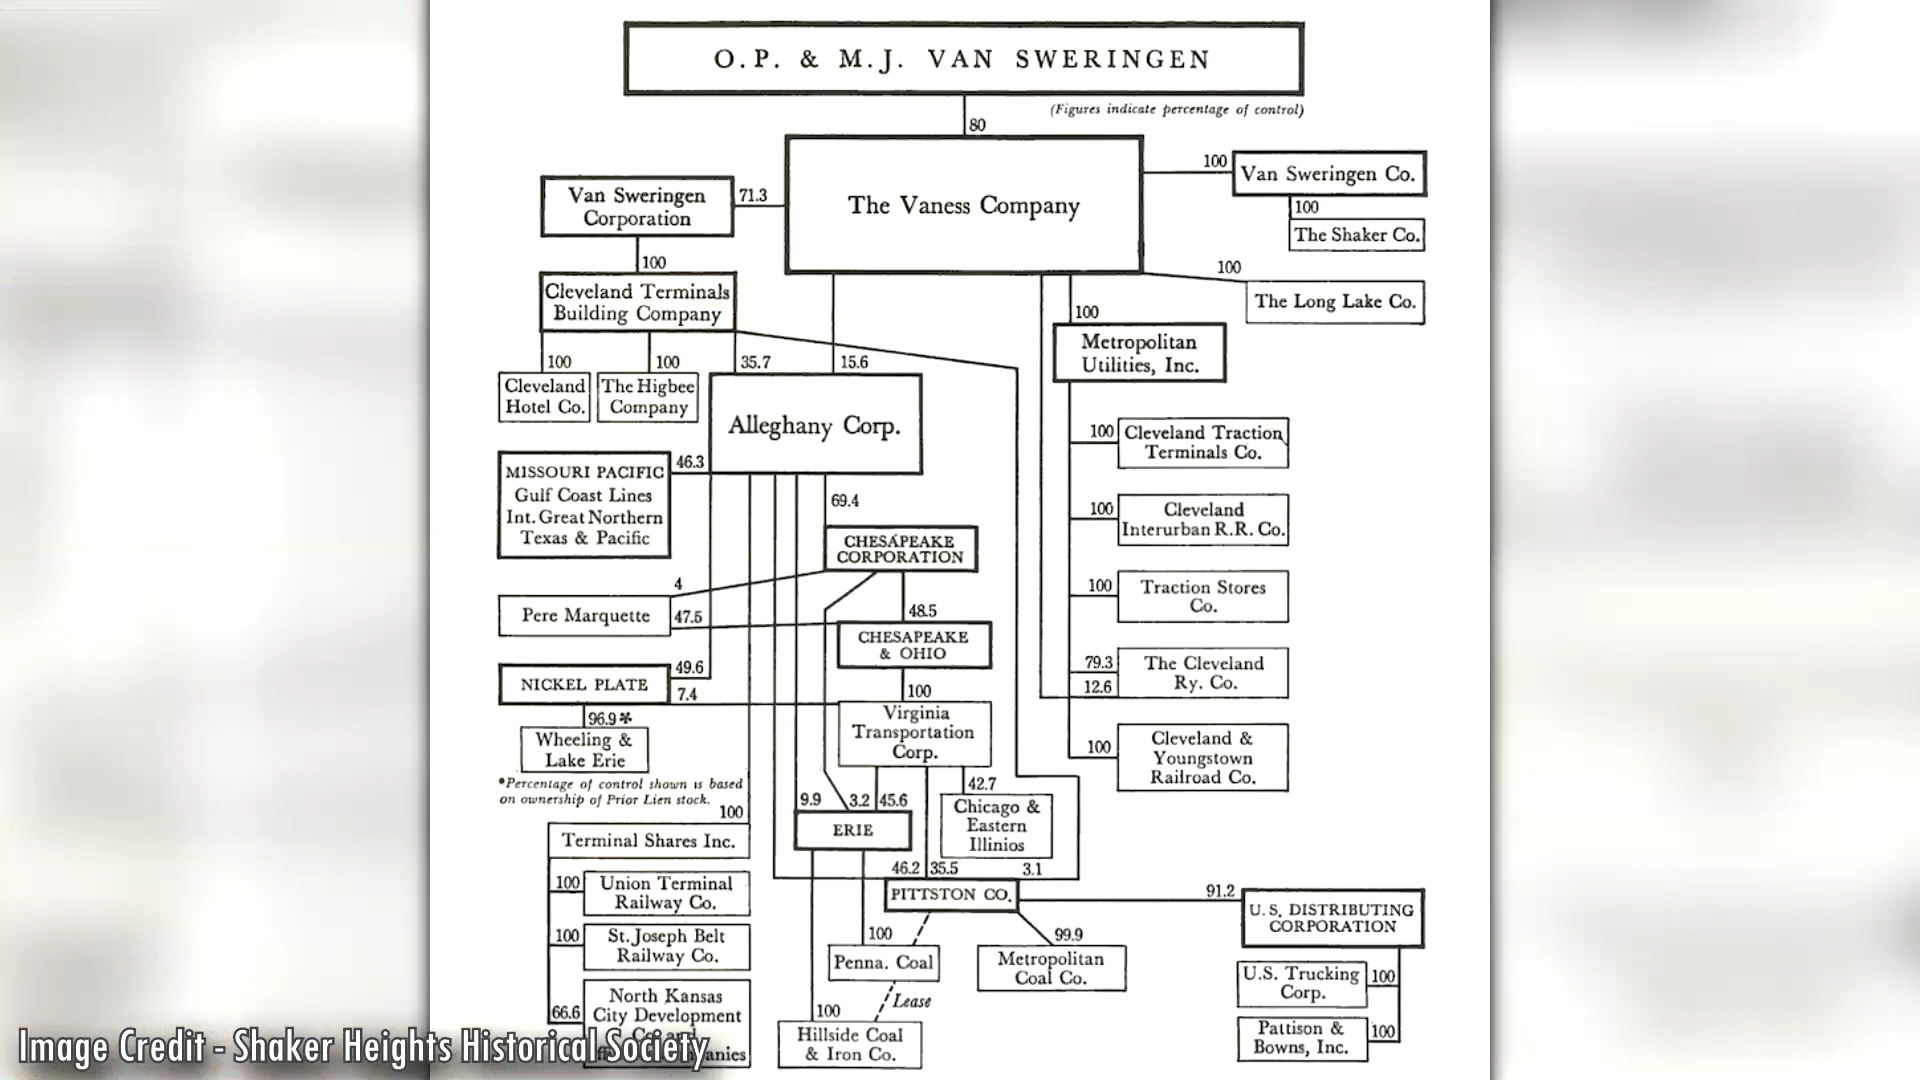 O.P. & M.J. VAN SWERINGEN
(Figures indicate percentage of control)
80
The Vaness Company
100
Van Sweringen Co.
100
The Shaker Co.
71.3
Van Sweringen
Corporation
100
Cleveland Terminals
Building Company
100
The Long Lake Co.
100
Metropolitan
Utilities, Inc.
100
Cleveland
Hotel Co.
100
The Higbee
Company
35.7
15.6
Alleghany Corp.
100
Cleveland Traction
Terminals Co.
46.3
MISSOURI PACIFIC
Gulf Coast Lines
Int. Great Northern
Texas & Pacific
69.4
CHESAPEAKE
CORPORATION
100
Cleveland
Interurban R.R. Co.
4
Pere Marquette
47.5
48.5
CHESAPEAKE
& OHIO
100
Traction Stores
Co.
49.6
NICKEL PLATE
7.4
100
Virginia
Transportation
Corp.
79.3
The Cleveland
Ry. Co.
12.6
96.9*
Wheeling &
Lake Erie
*Percentage of control shown is based
on ownership of Prior Lien stock.
100
Cleveland &
Youngstown
Railroad Co.
42.7
Chicago &
Eastern
Illinios
9.9
3.2
45.6
ERIE
100
Terminal Shares Inc.
46.2
35.5
3.1
PITTSTON CO.
91.2
U.S. DISTRIBUTING
CORPORATION
100
Union Terminal
Railway Co.
100
St. Joseph Belt
Railway Co.
100
Penna. Coal
99.9
Metropolitan
Coal Co.
U.S. Trucking
Corp.
100
Lease
66.6
North Kansas
City Development
100
Hillside Coal
& Iron Co.
Pattison &
Bowns, Inc.
100
Image Credit - Shaker Heights Historical Society